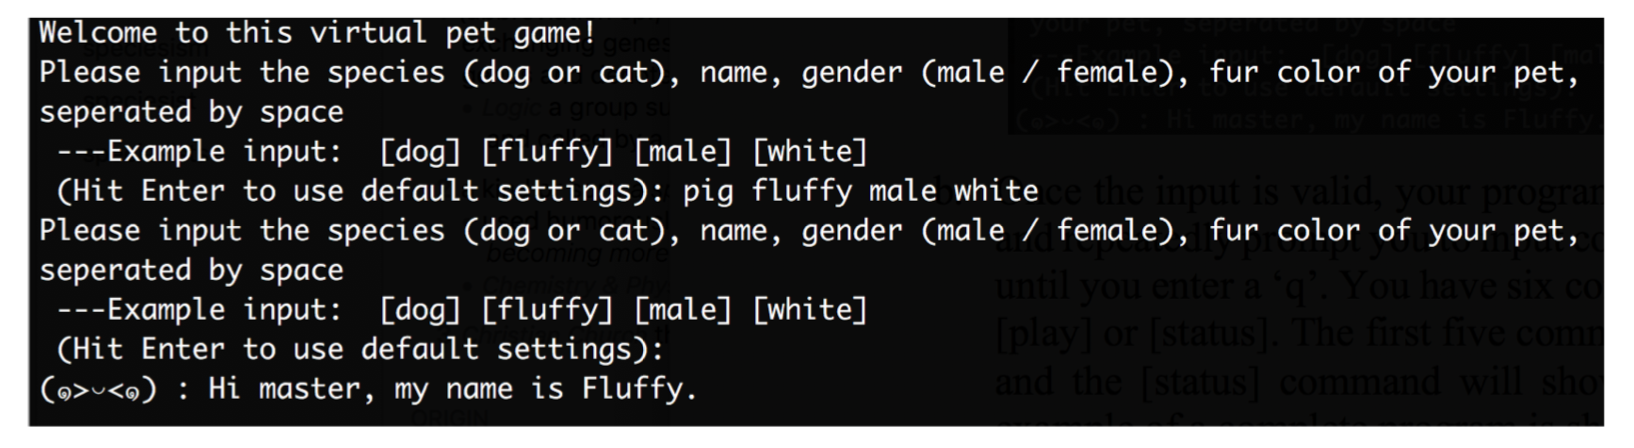 Welcome to this virtual pet game!
Please input the species (dog or cat), name, gender (male / female), fur color of your pet,
seperated by space
 ---Example input:  [dog] [fluffy] [male] [white]
 (Hit Enter to use default settings): pig fluffy male white
Please input the species (dog or cat), name, gender (male / female), fur color of your pet,
seperated by space
 ---Example input:  [dog] [fluffy] [male] [white]
 (Hit Enter to use default settings):
(๑>ᴗ<๑) : Hi master, my name is Fluffy.